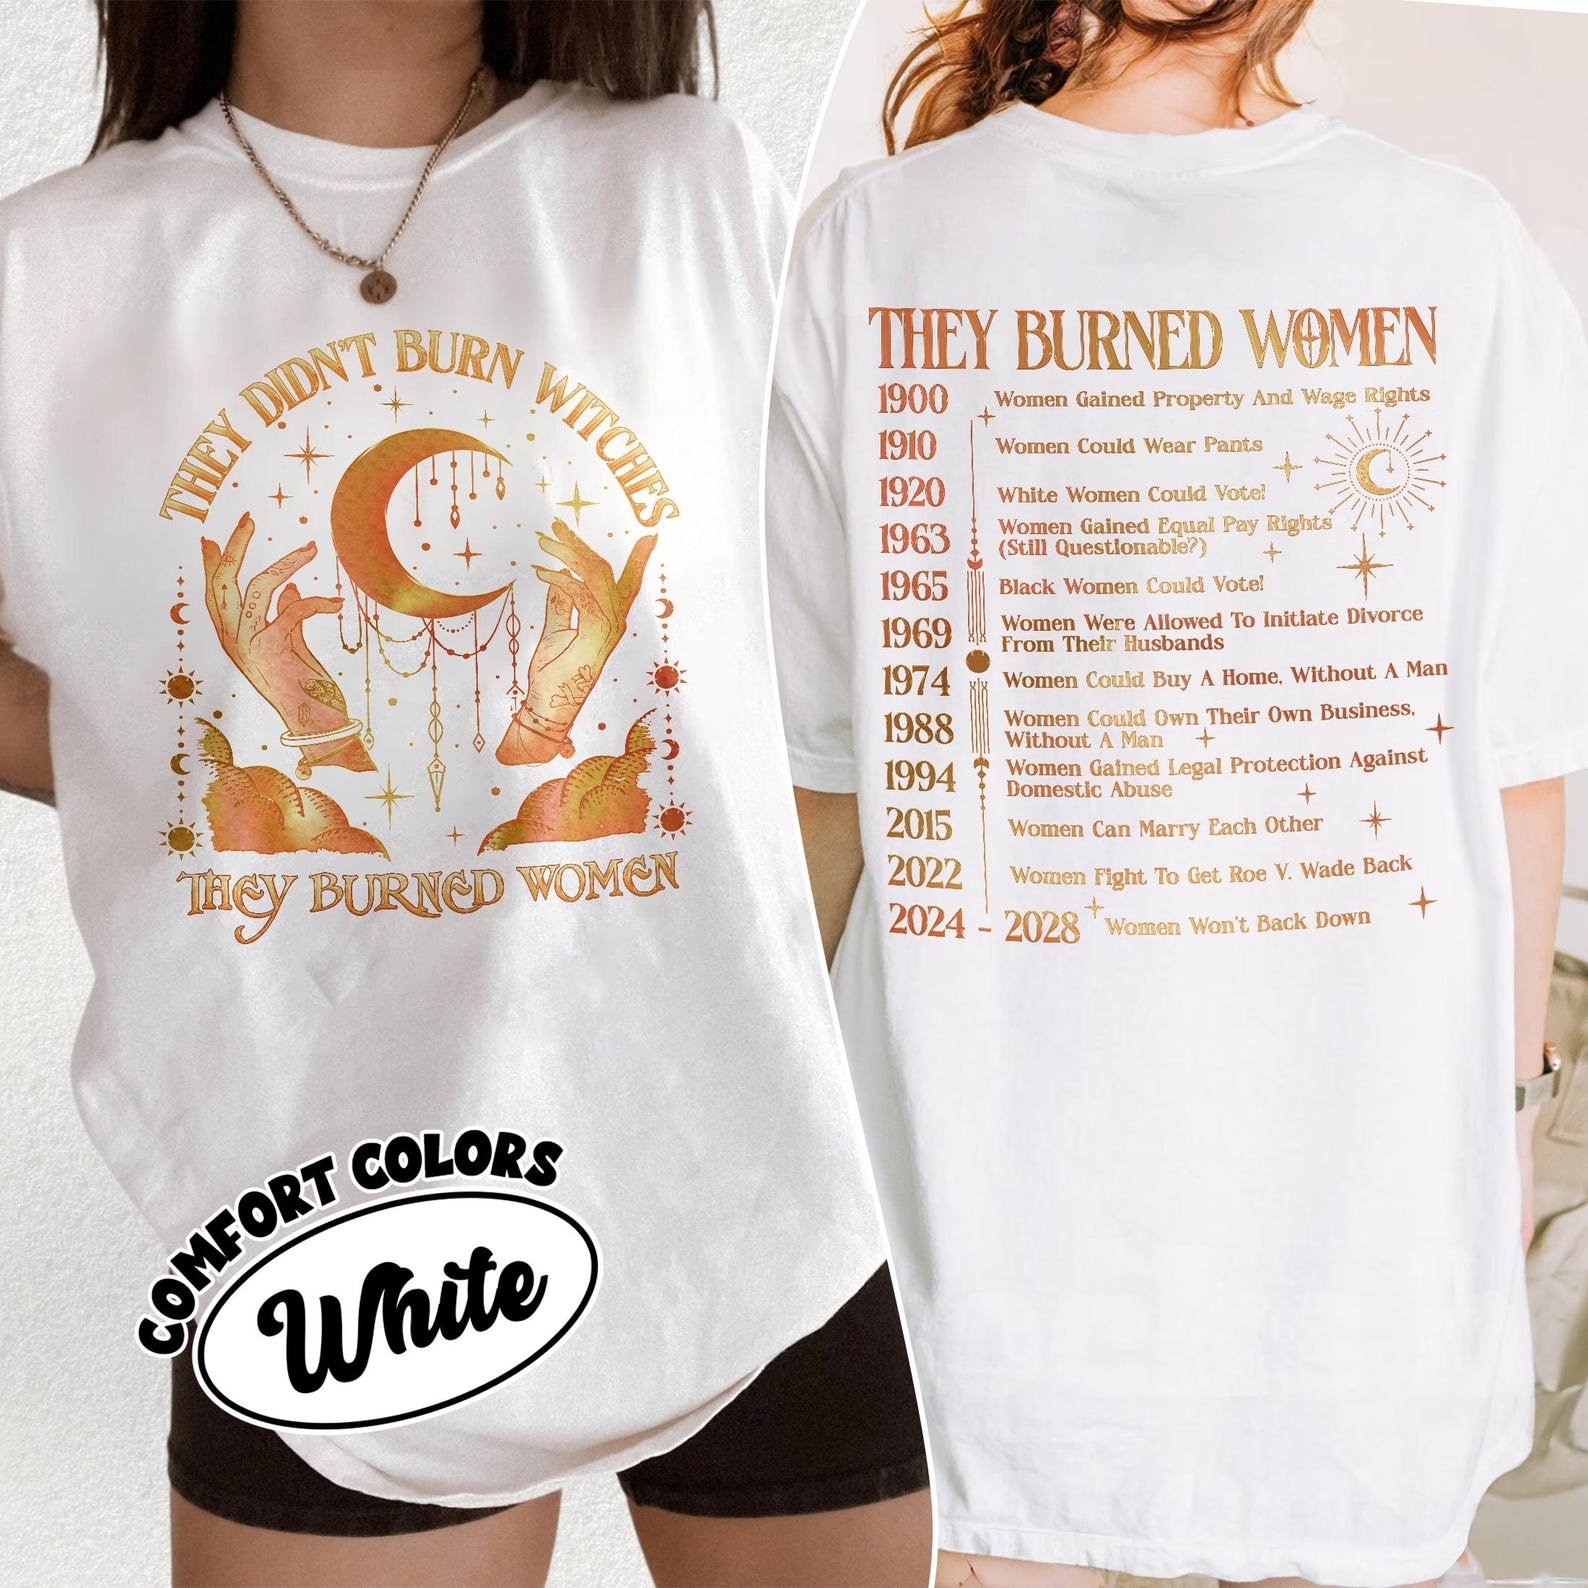 THEY DIDN'T BURN WITCHES
THEY BURNED WOMEN
COMFORT COLORS
White
THEY BURNED WOMEN
1900 Women Gained Property And Wage Rights
1910 Women Could Wear Pants
1920 White Women Could Vote!
1963 Women Gained Equal Pay Rights
(Still Questionable?)
1965 Black Women Could Vote!
1969 Women Were Allowed To Initiate Divorce
From Their Husbands
1974 Women Could Buy A Home, Without A Man
1988 Women Could Own Their Own Business,
Without A Man
1994 Women Gained Legal Protection Against
Domestic Abuse
2015 Women Can Marry Each Other
2022 Women Fight To Get Roe V. Wade Back
2024 - 2028 Women Won't Back Down